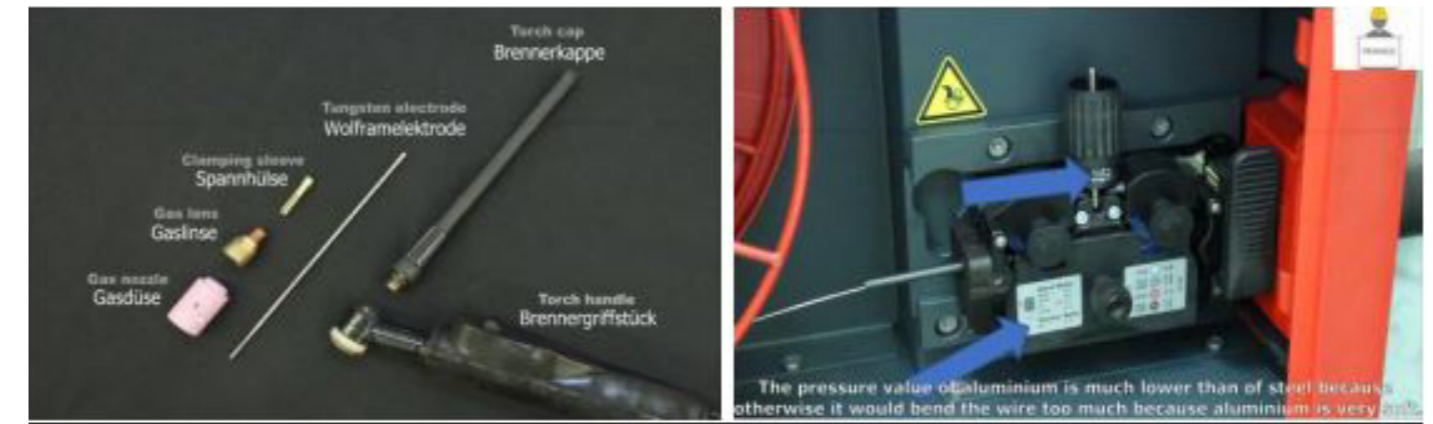 Torch cap
Brennerkappe
Tungsten electrode
Wolframelektrode
Clamping sleeve
Spannhülse
Gas lens
Gaslinse
Gas nozzle
Gasdüse
Torch handle
Brennergriffstück
The pressure value of aluminium is much lower than of steel because
otherwise it would bend the wire too much because aluminium is very